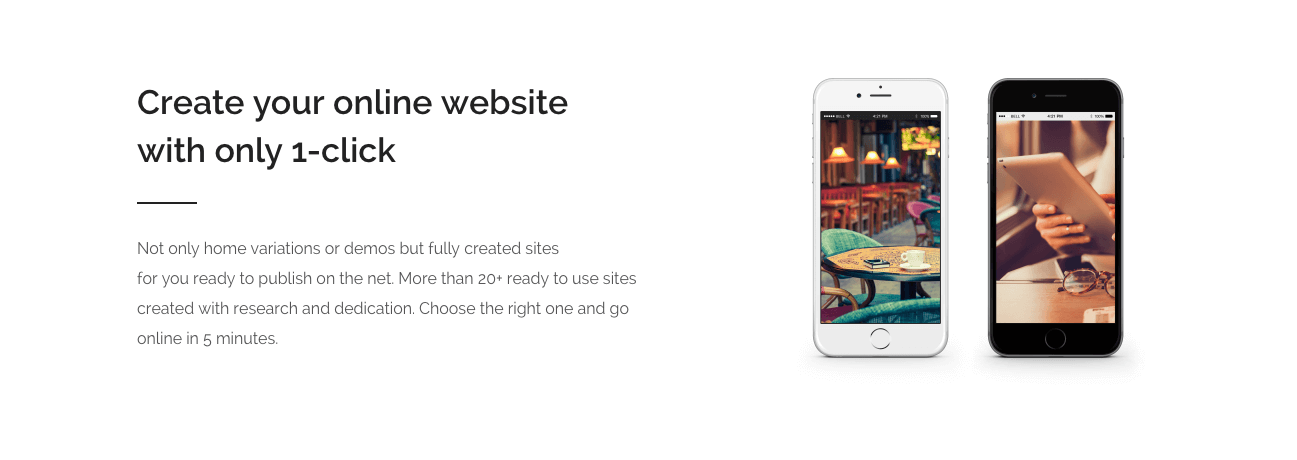 Create your online website
with only 1-click
Not only home variations or demos but fully created sites
for you ready to publish on the net. More than 20+ ready to use sites
created with research and dedication. Choose the right one and go
online in 5 minutes.
BELL 4:21 PM 100%
BELL 4:21 PM 100%